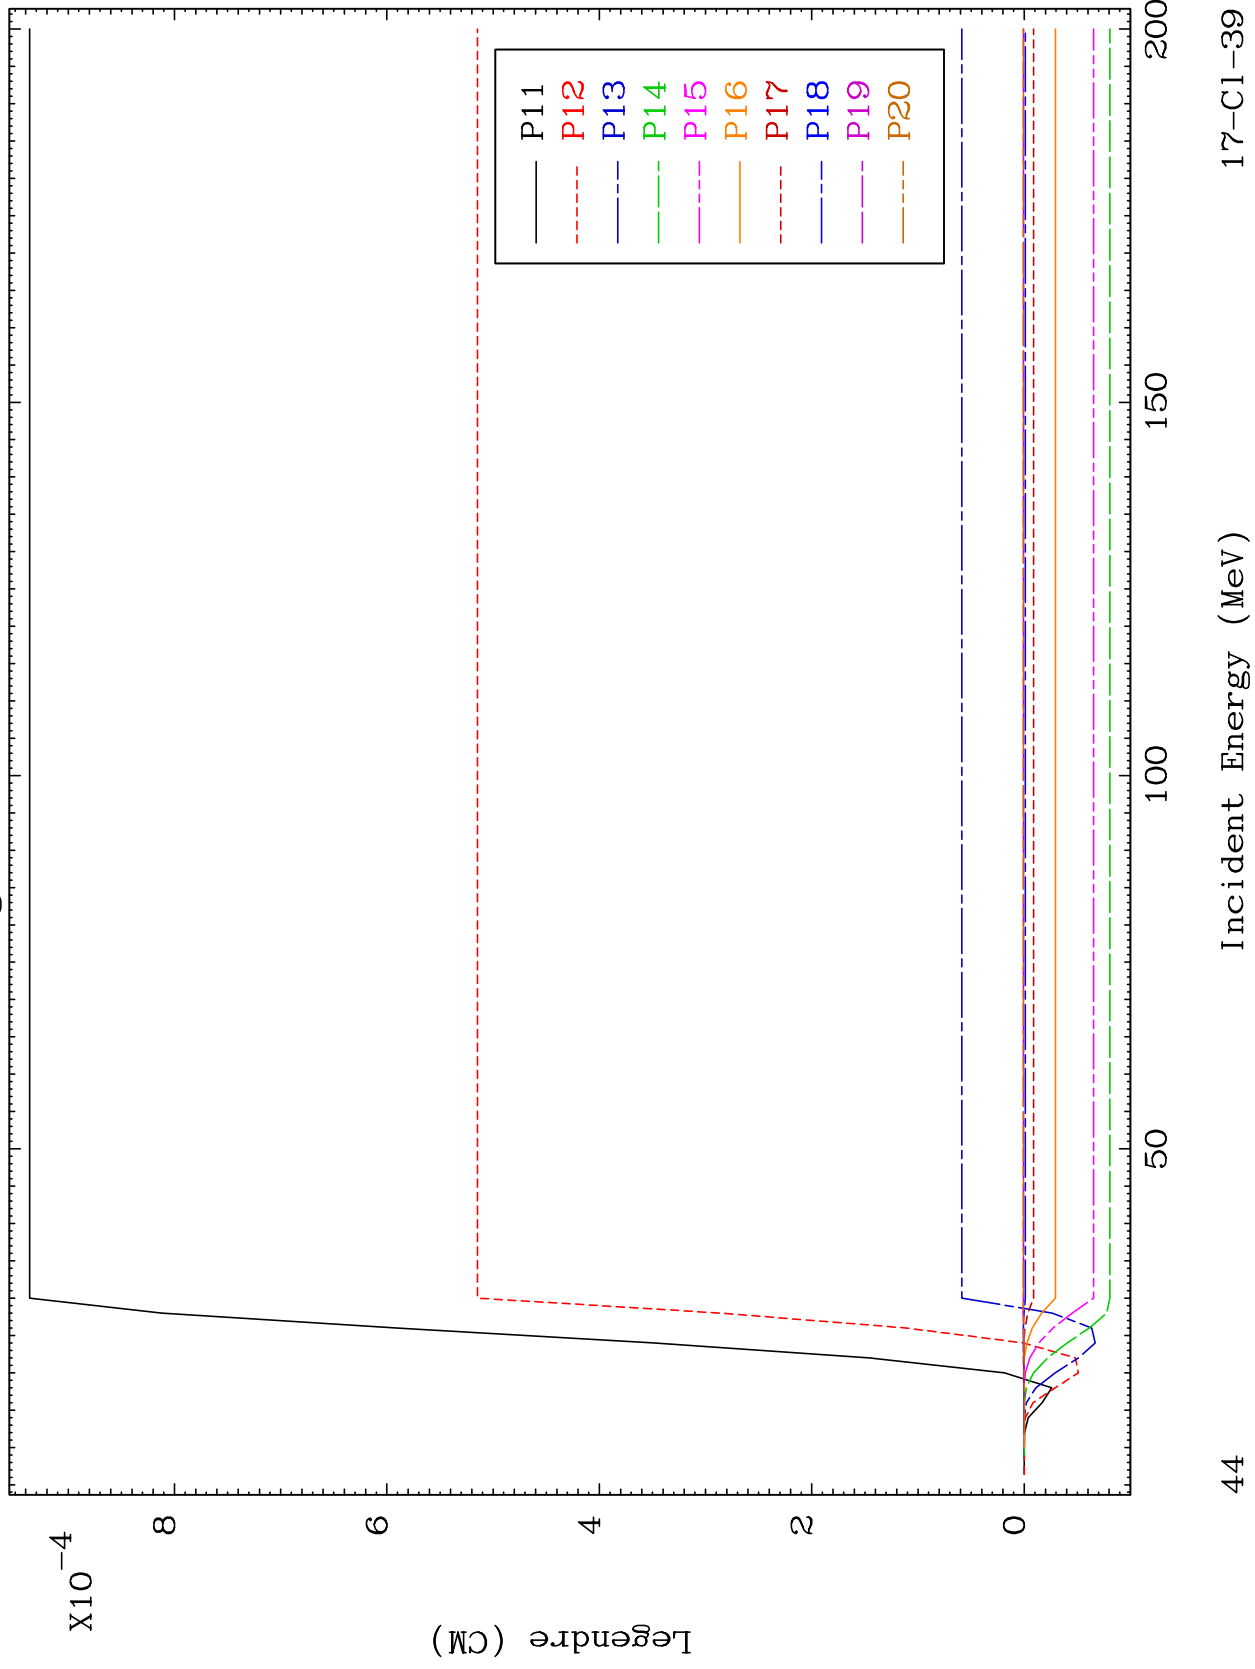 X10-4
8
6
4
2
0
Legendre (CM)
P11
P12
P13
P14
P15
P16
P17
P18
P19
P20
50
100
150
200
Incident Energy (MeV)
44
17-Cl-39